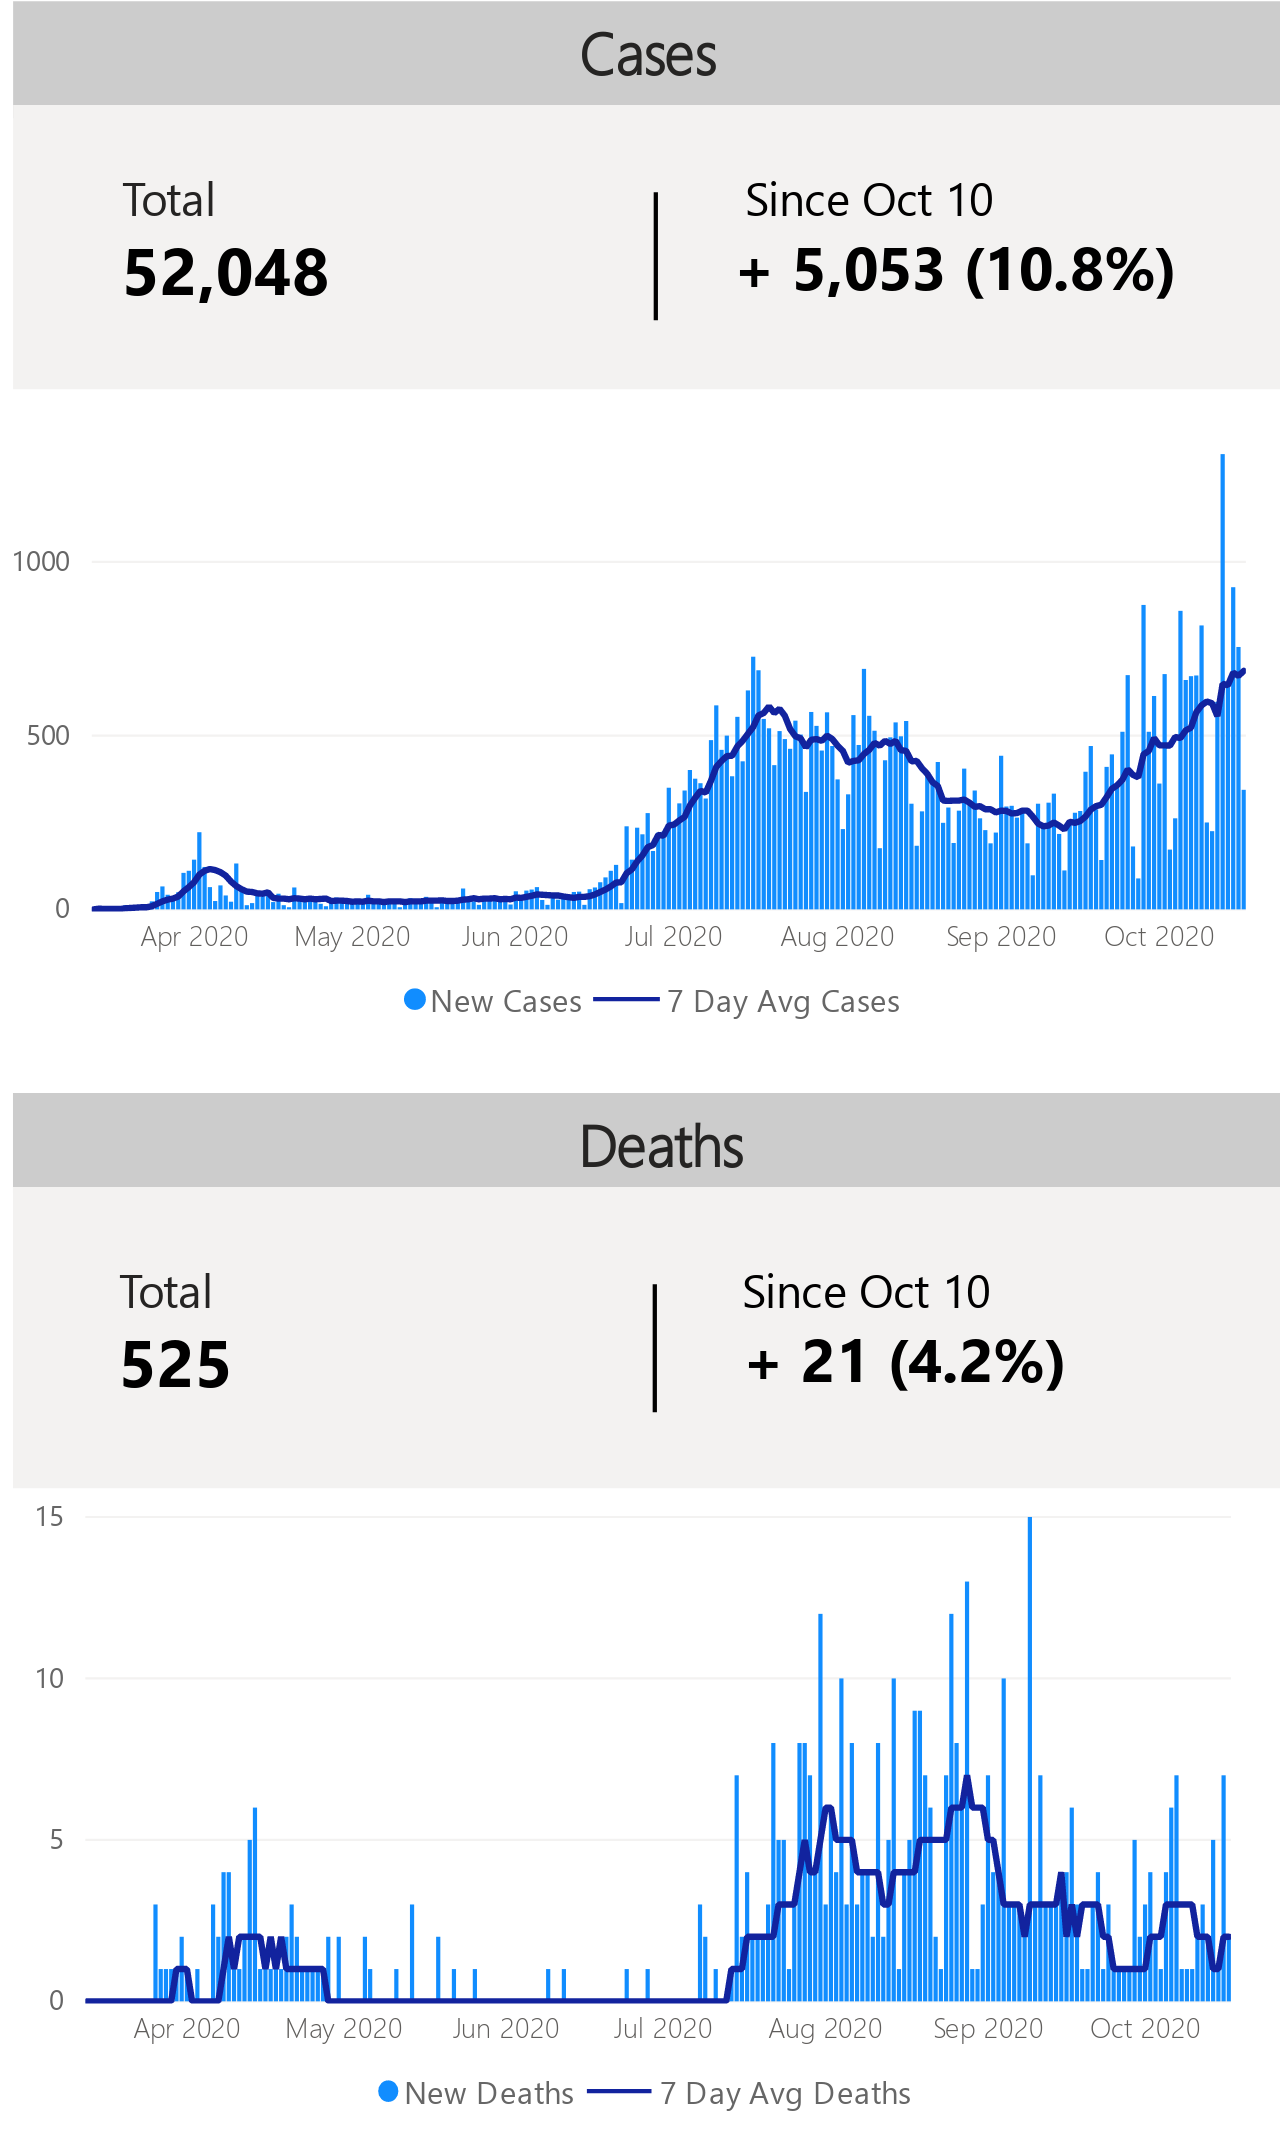 Cases
Total
Since Oct 10
52,048
+ 5,053 (10.8%)
1000
500
0
Apr 2020 May 2020 Jun 2020 Jul 2020 Aug 2020 Sep 2020 Oct 2020
New Cases 7 Day Avg Cases
Deaths
Total
Since Oct 10
525
+ 21 (4.2%)
15
10
5
0
Apr 2020 May 2020 Jun 2020 Jul 2020 Aug 2020 Sep 2020 Oct 2020
New Deaths 7 Day Avg Deaths